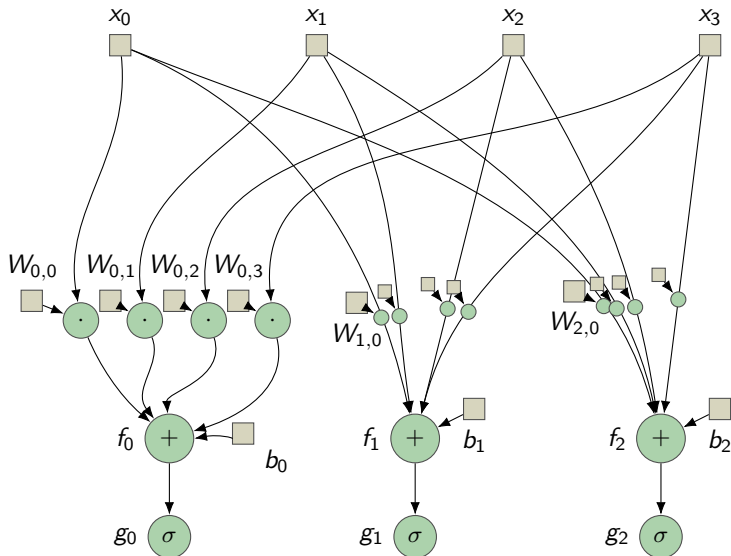 x₀ x₁ x₂ x₃
W₀,₀ W₀,₁ W₀,₂ W₀,₃
· · · ·
W₁,₀ W₂,₀
f₀ + b₀ f₁ + b₁ f₂ + b₂
g₀ σ g₁ σ g₂ σ